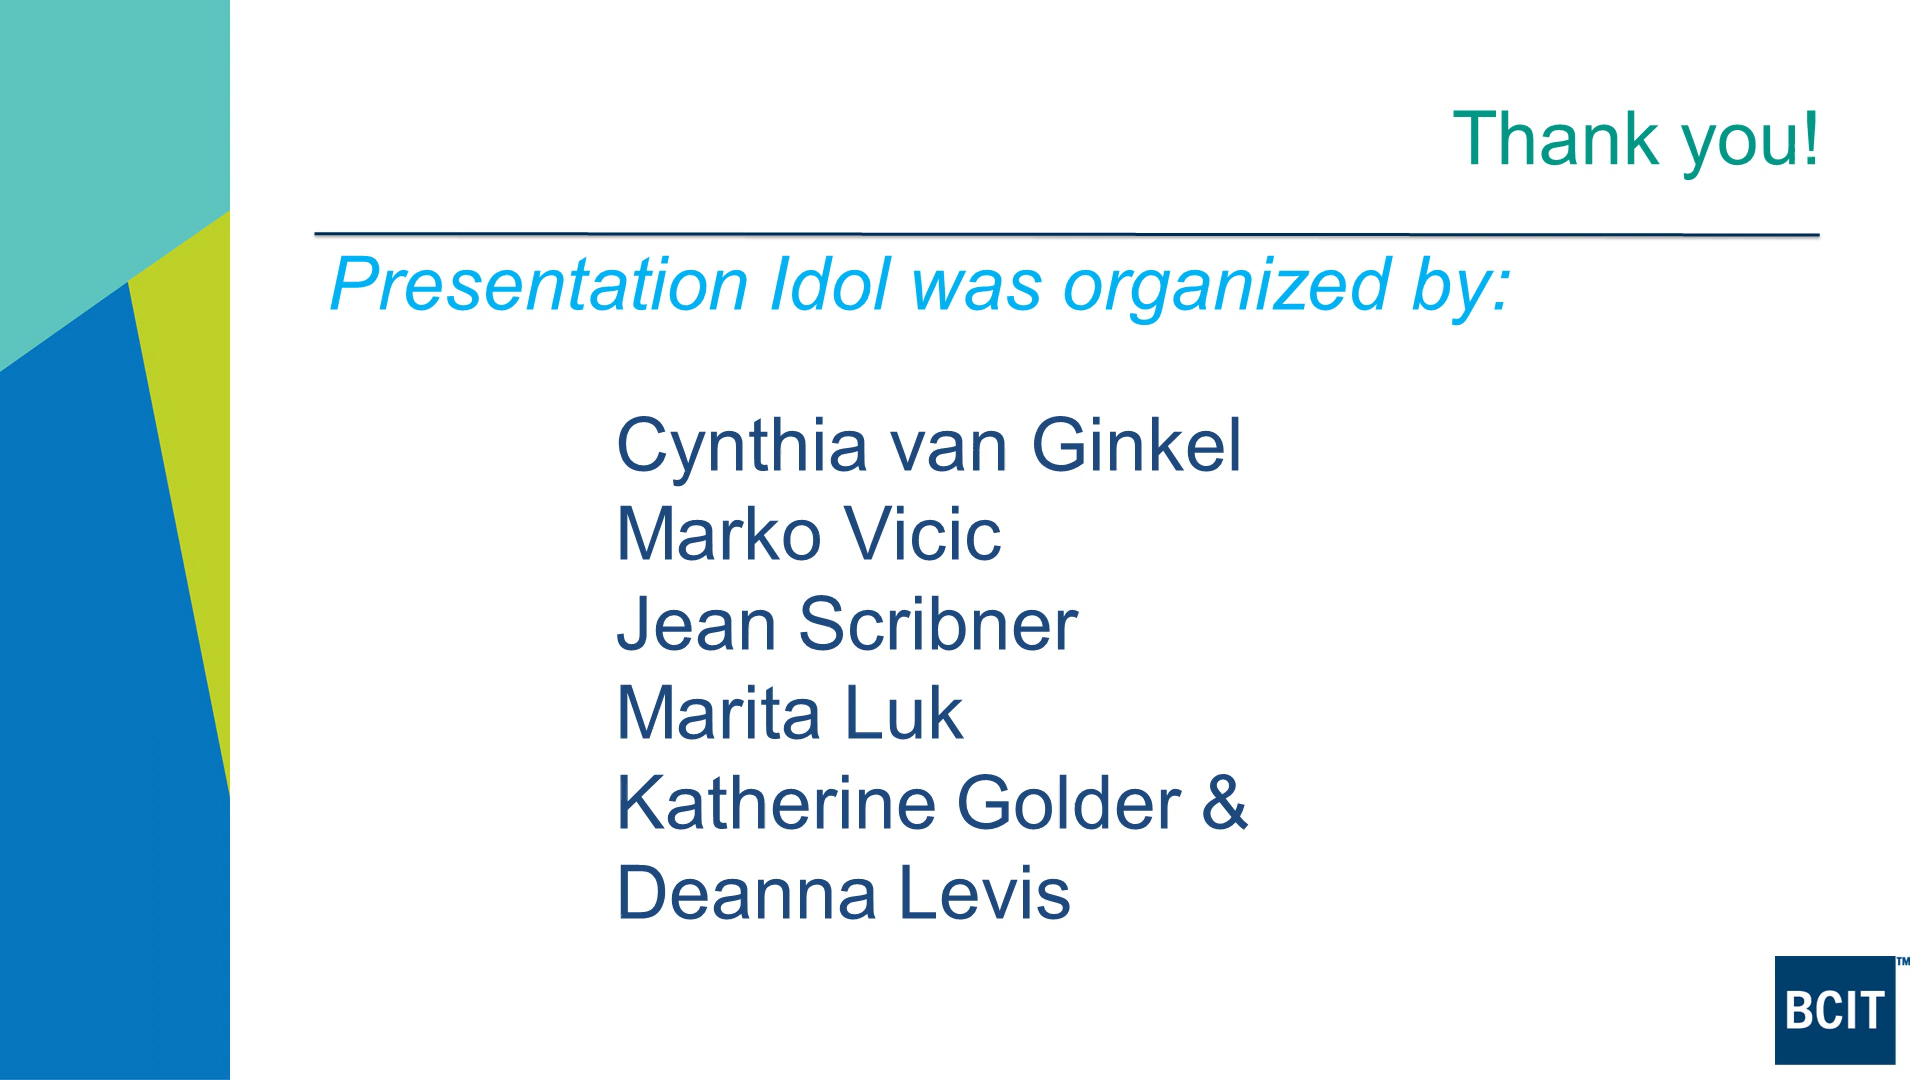 Thank you!
Presentation Idol was organized by:
Cynthia van Ginkel
Marko Vicic
Jean Scribner
Marita Luk
Katherine Golder &
Deanna Levis
BCIT™